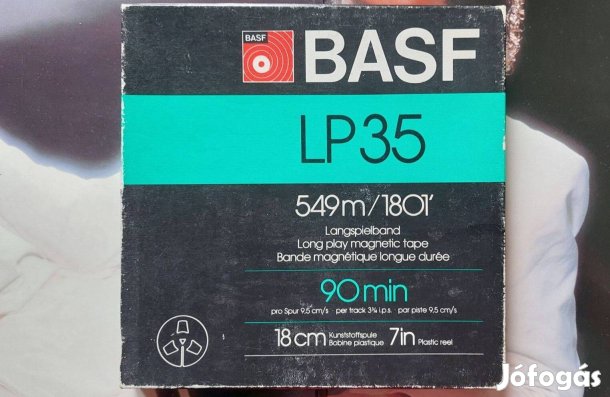 BASF
BASF
LP35
549m/1801'
Langspielband
Long play magnetic tape
Bande magnétique longue durée
90 min
pro Spur 9,5 cm/s · per track 3¾ i.p.s. · par piste 9,5 cm/s
18 cm Kunststoffspule
Bobine plastique 7in Plastic reel
Jófogás